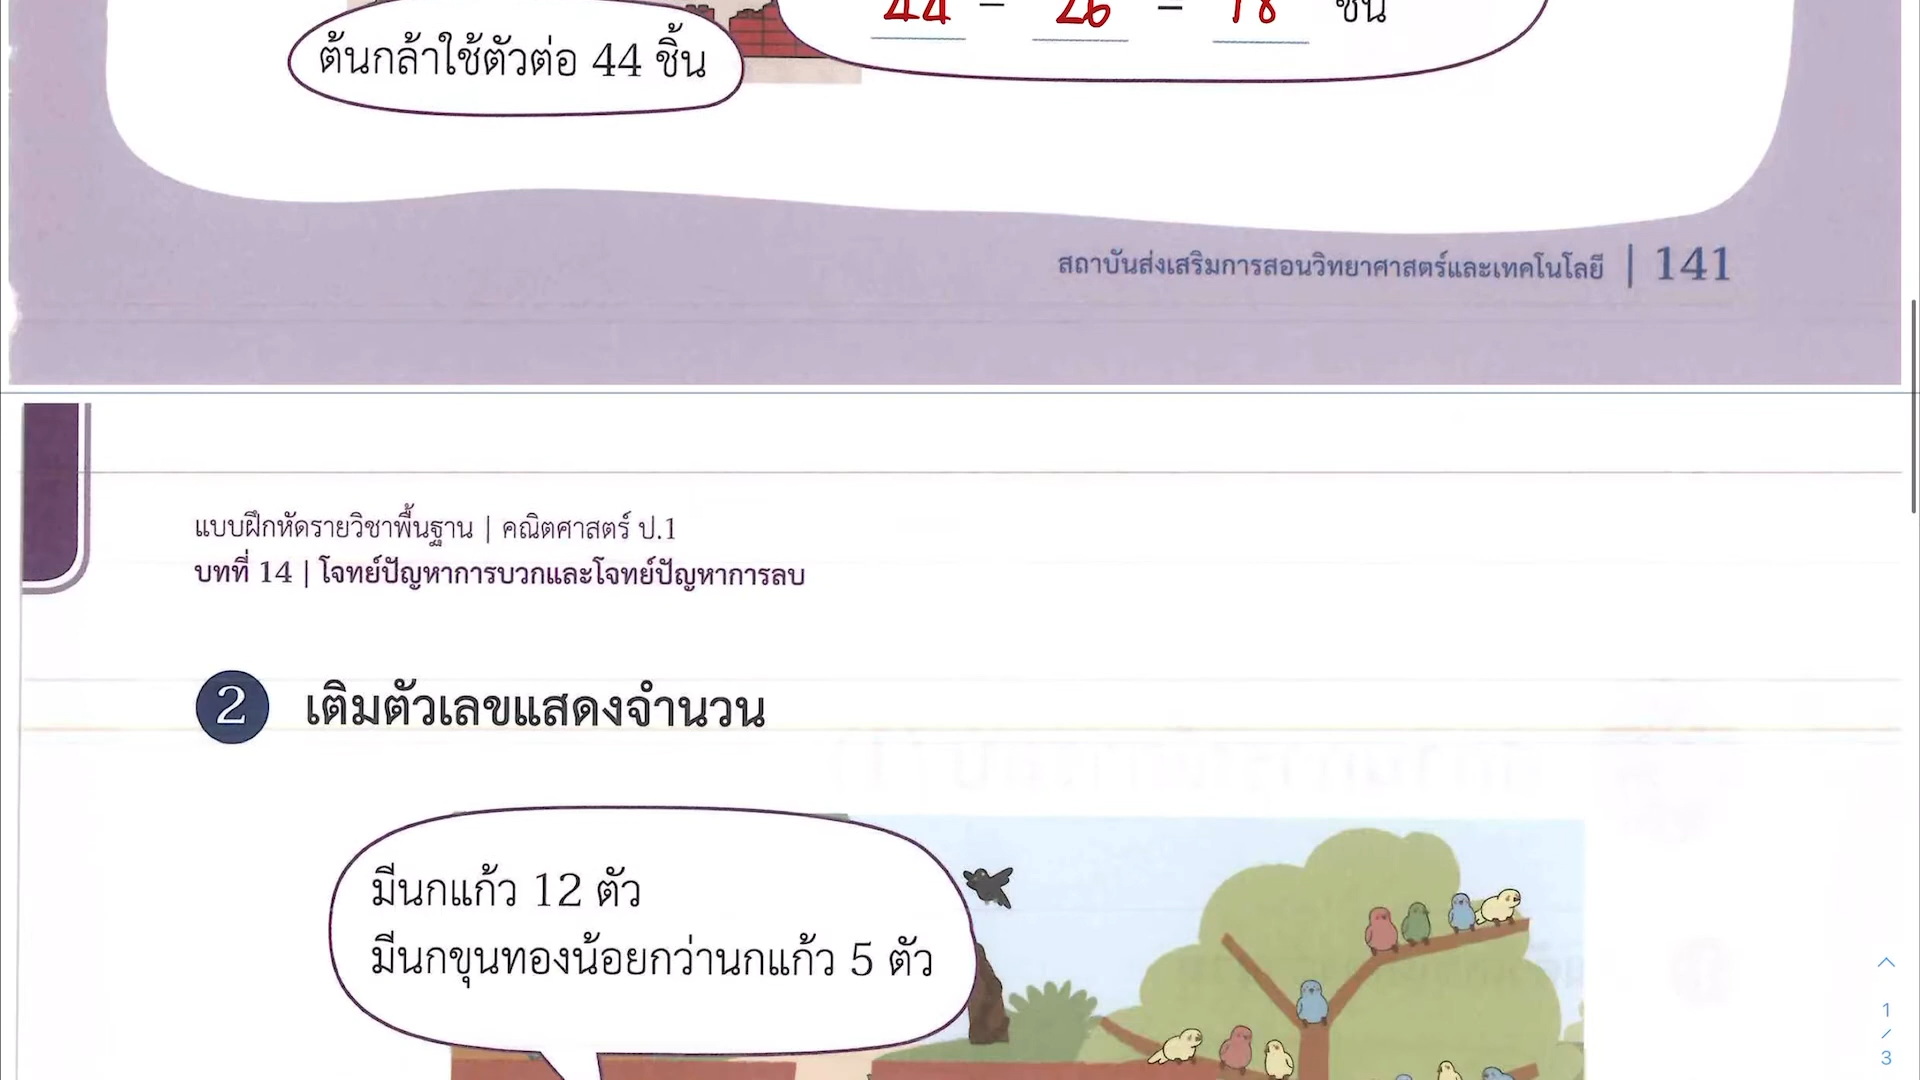 44 - 26 = 18 ชิ้น
ต้นกล้าใช้ตัวต่อ 44 ชิ้น
สถาบันส่งเสริมการสอนวิทยาศาสตร์และเทคโนโลยี | 141
แบบฝึกหัดรายวิชาพื้นฐาน | คณิตศาสตร์ ป.1
บทที่ 14 | โจทย์ปัญหาการบวกและโจทย์ปัญหาการลบ
2 เติมตัวเลขแสดงจำนวน
มีนกแก้ว 12 ตัว
มีนกขุนทองน้อยกว่านกแก้ว 5 ตัว
1
/
3